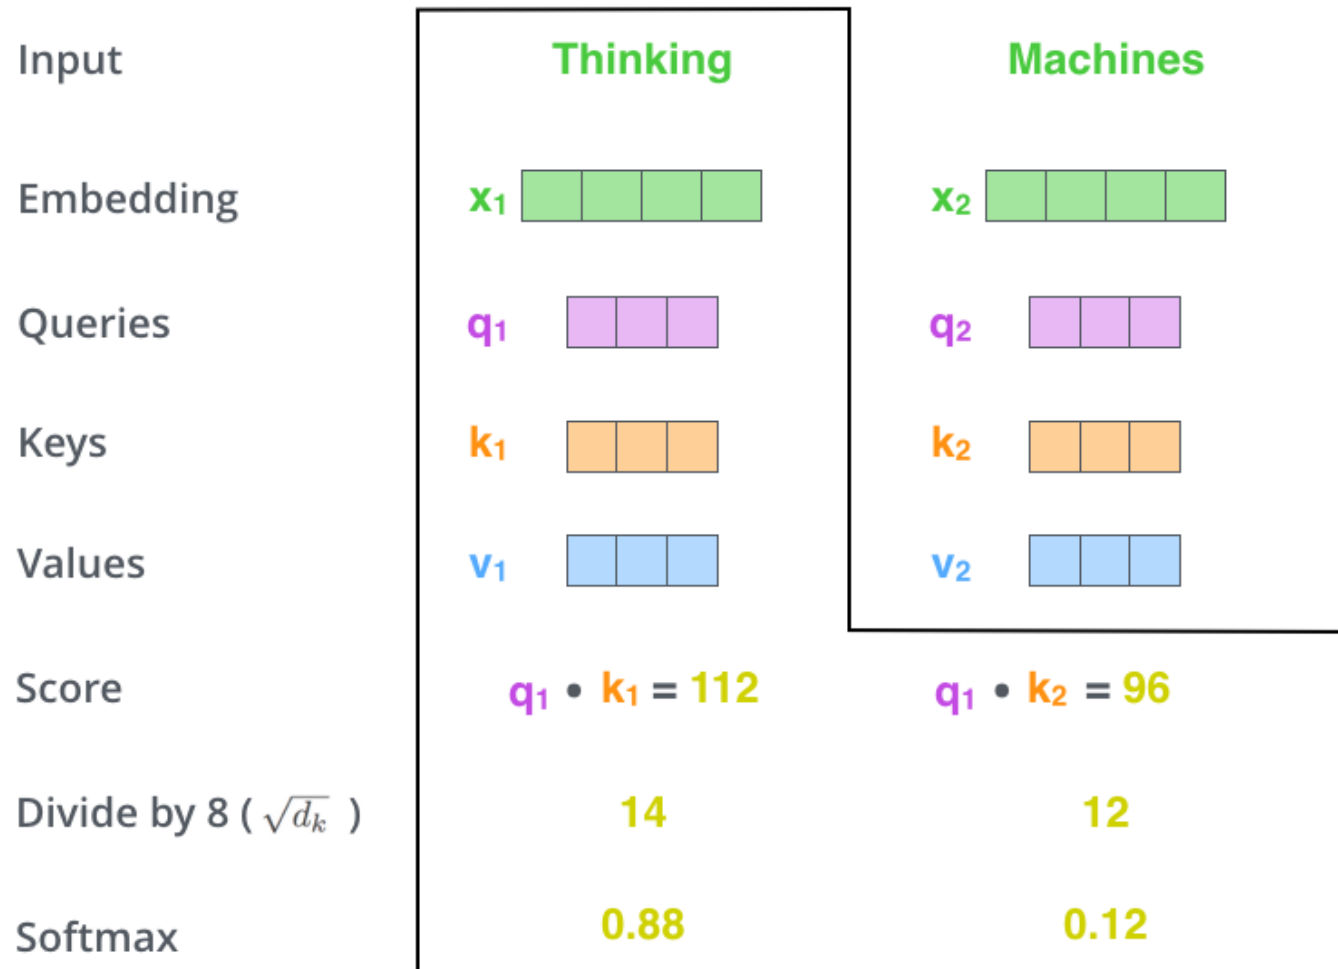 Input Thinking Machines
Embedding x₁ x₂
Queries q₁ q₂
Keys k₁ k₂
Values v₁ v₂
Score q₁ • k₁ = 112 q₁ • k₂ = 96
Divide by 8 ( √dₖ ) 14 12
Softmax 0.88 0.12